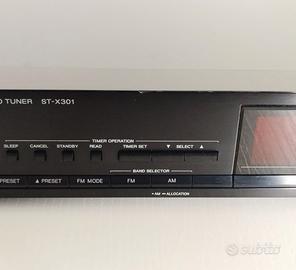 TUNER ST-X301
TIMER OPERATION
SLEEP CANCEL STANDBY READ TIMER SET ▼ SELECT ▲
BAND SELECTOR
PRESET ▲ PRESET FM MODE FM AM
• AM —ALLOCATION
subito